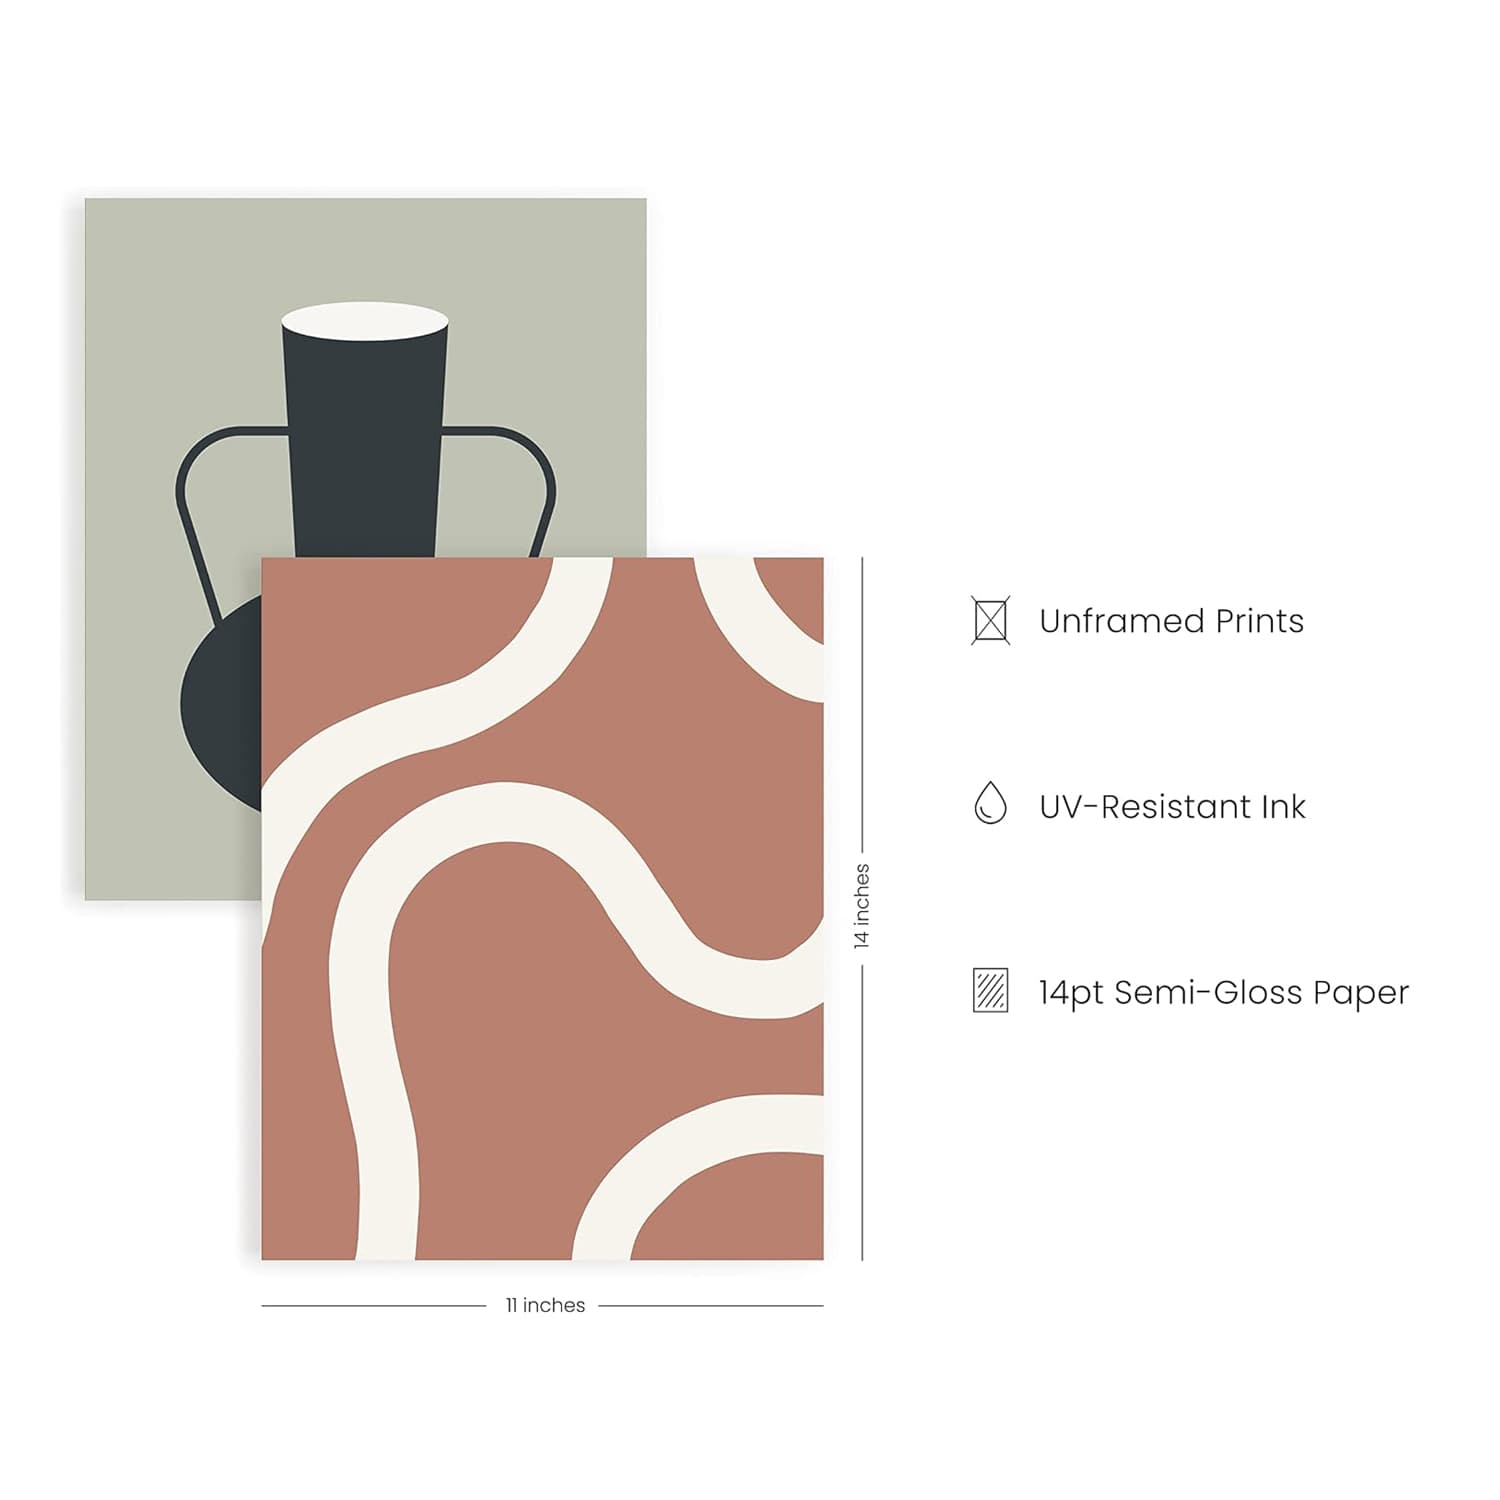 Unframed Prints
UV-Resistant Ink
14 inches
14pt Semi-Gloss Paper
11 inches